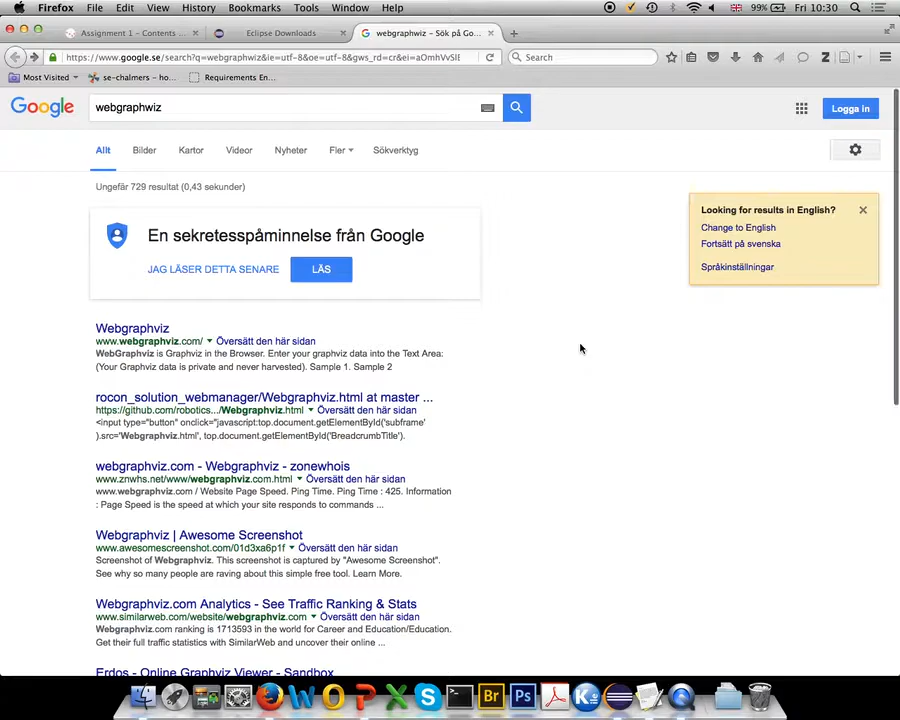 Firefox File Edit View History Bookmarks Tools Window Help 99% Fri 10:30
Assignment 1 - Contents ... Eclipse Downloads webgraphwiz - Sök på Go...
https://www.google.se/search?q=webgraphwiz&ie=utf-8&oe=utf-8&gws_rd=cr&ei= Search
Most Visited se-chalmers – ho... Requirements En...
Google webgraphwiz Logga in
Allt Bilder Kartor Videor Nyheter Fler Sökverktyg
Ungefär 729 resultat (0,43 sekunder)
Looking for results in English?
Change to English
Fortsätt på svenska
Språkinställningar
En sekretesspåminnelse från Google
JAG LÄSER DETTA SENARE LÄS
Webgraphviz
www.webgraphviz.com/ Översätt den här sidan
WebGraphviz is Graphviz in the Browser. Enter your graphviz data into the Text Area:
(Your Graphviz data is private and never harvested). Sample 1. Sample 2
rocon_solution_webmanager/Webgraphviz.html at master ...
https://github.com/robotics.../Webgraphviz.html Översätt den här sidan
<input type="button" onclick="javascript:top.document.getElementById('subframe'
).src='Webgraphviz.html', top.document.getElementById('BreadcrumbTitle').
webgraphviz.com - Webgraphviz - zonewhois
www.znwhs.net/www/webgraphviz.com.html Översätt den här sidan
www.webgraphviz.com / Website Page Speed. Ping Time. Ping Time : 425. Information
: Page Speed is the speed at which your site responds to commands ...
Webgraphviz | Awesome Screenshot
www.awesomescreenshot.com/01d3xa6p1f Översätt den här sidan
Screenshot of Webgraphviz. This screenshot is captured by "Awesome Screenshot".
See why so many people are raving about this simple free tool. Learn More.
Webgraphviz.com Analytics - See Traffic Ranking & Stats
www.similarweb.com/website/webgraphviz.com Översätt den här sidan
Webgraphviz.com ranking is 1713593 in the world for Career and Education/Education.
Get their full traffic statistics with SimilarWeb and uncover their online ...
Erdos - Online Graphviz Viewer - Sandbox
Br Ps